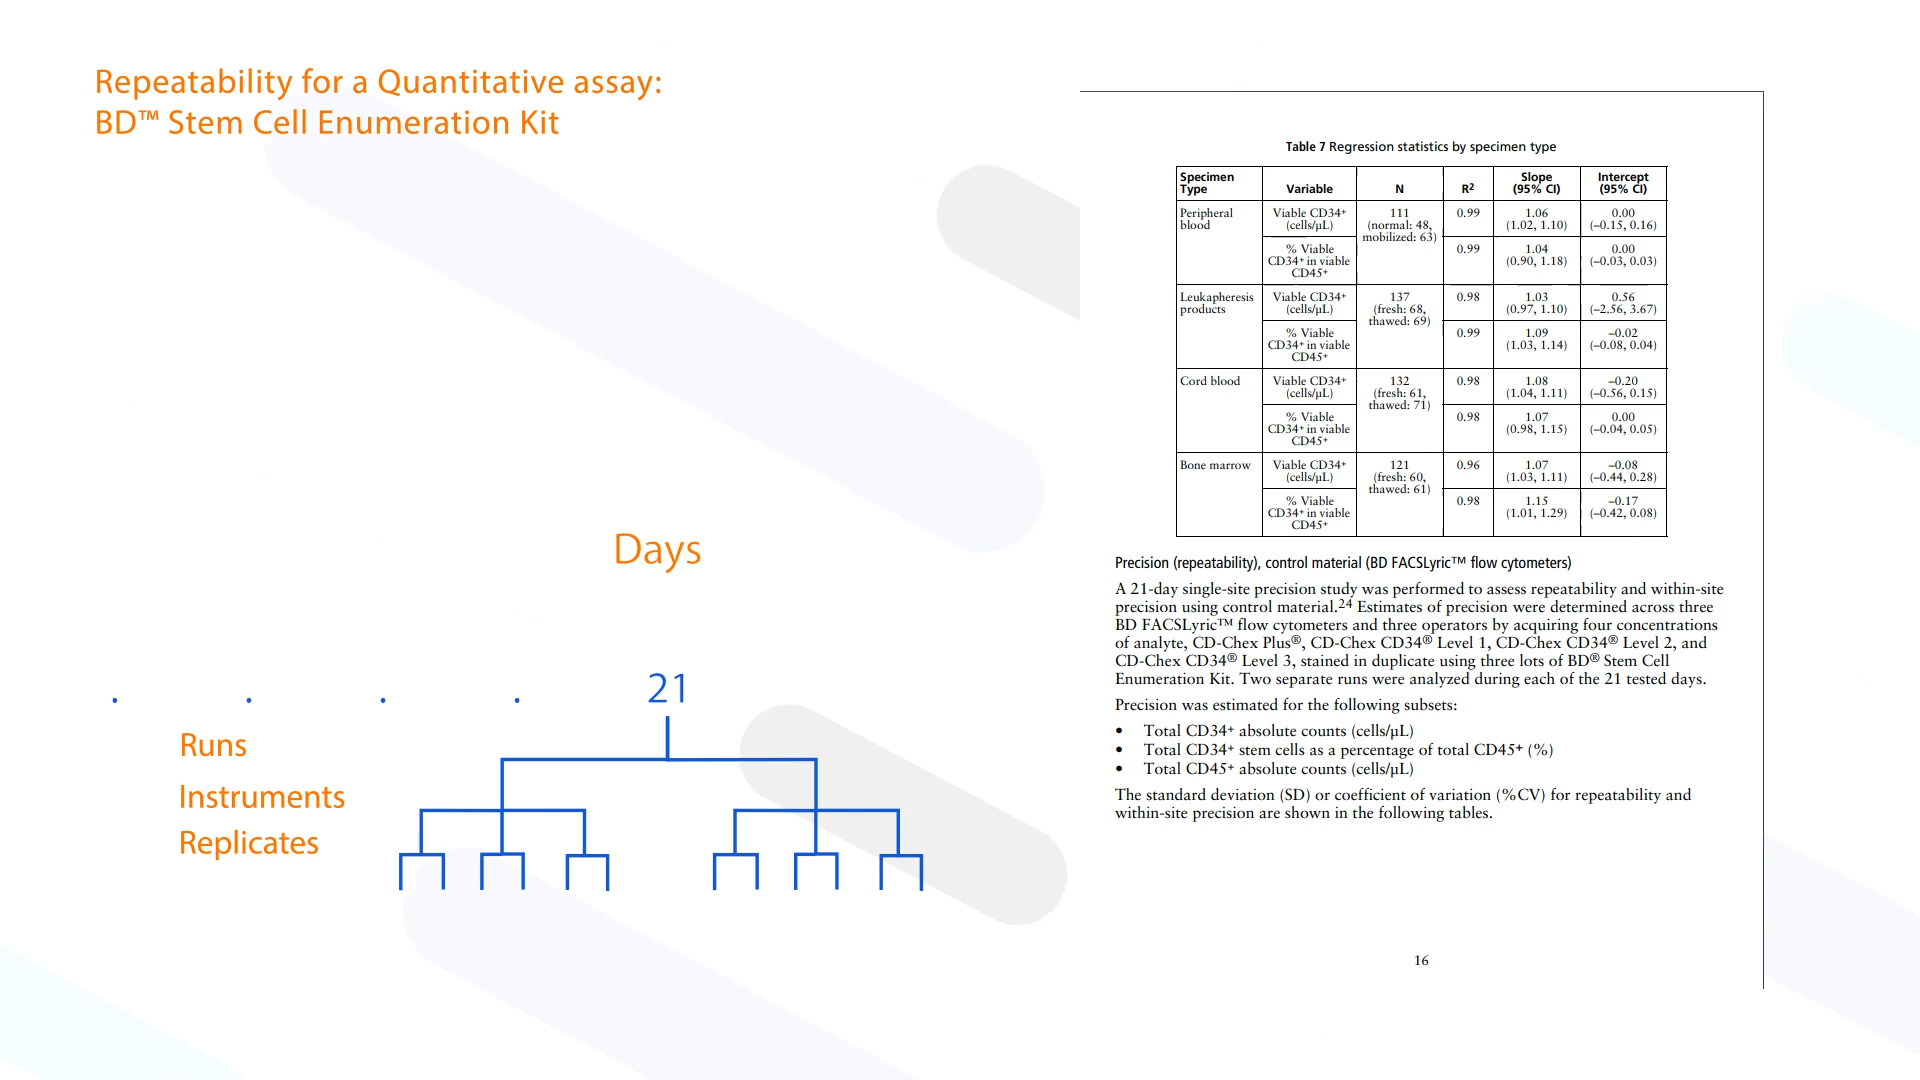 Repeatability for a Quantitative assay:
BD™ Stem Cell Enumeration Kit
Days
. . . . 21
Runs
Instruments
Replicates
Table 7 Regression statistics by specimen type
Specimen Type | Variable | N | R² | Slope (95% CI) | Intercept (95% CI)
Peripheral blood | Viable CD34⁺ (cells/µL) | 111 (normal: 48, mobilized: 63) | 0.99 | 1.06 (1.02, 1.10) | 0.00 (–0.15, 0.16)
% Viable CD34⁺ in viable CD45⁺ | 0.99 | 1.04 (0.90, 1.18) | 0.00 (–0.03, 0.03)
Leukapheresis products | Viable CD34⁺ (cells/µL) | 137 (fresh: 68, thawed: 69) | 0.98 | 1.03 (0.97, 1.10) | 0.56 (–2.56, 3.67)
% Viable CD34⁺ in viable CD45⁺ | 0.99 | 1.09 (1.03, 1.14) | –0.02 (–0.08, 0.04)
Cord blood | Viable CD34⁺ (cells/µL) | 132 (fresh: 61, thawed: 71) | 0.98 | 1.08 (1.04, 1.11) | –0.20 (–0.56, 0.15)
% Viable CD34⁺ in viable CD45⁺ | 0.98 | 1.07 (0.98, 1.15) | 0.00 (–0.04, 0.05)
Bone marrow | Viable CD34⁺ (cells/µL) | 121 (fresh: 60, thawed: 61) | 0.96 | 1.07 (1.03, 1.11) | –0.08 (–0.44, 0.28)
% Viable CD34⁺ in viable CD45⁺ | 0.98 | 1.15 (1.01, 1.29) | –0.17 (–0.42, 0.08)
Precision (repeatability), control material (BD FACSLyric™ flow cytometers)
A 21-day single-site precision study was performed to assess repeatability and within-site
precision using control material.²⁴ Estimates of precision were determined across three
BD FACSLyric™ flow cytometers and three operators by acquiring four concentrations
of analyte, CD-Chex Plus®, CD-Chex CD34® Level 1, CD-Chex CD34® Level 2, and
CD-Chex CD34® Level 3, stained in duplicate using three lots of BD® Stem Cell
Enumeration Kit. Two separate runs were analyzed during each of the 21 tested days.
Precision was estimated for the following subsets:
• Total CD34⁺ absolute counts (cells/µL)
• Total CD34⁺ stem cells as a percentage of total CD45⁺ (%)
• Total CD45⁺ absolute counts (cells/µL)
The standard deviation (SD) or coefficient of variation (%CV) for repeatability and
within-site precision are shown in the following tables.
16